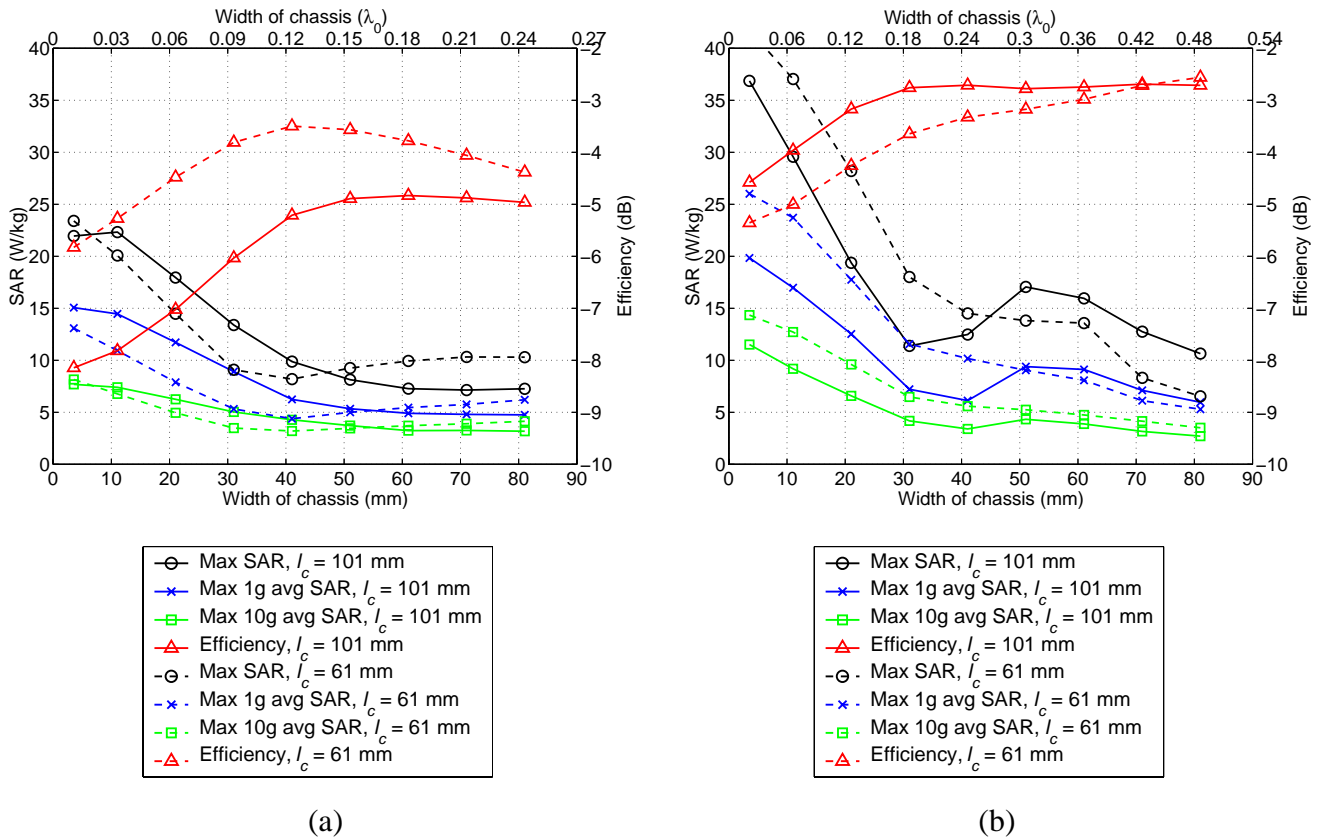 Width of chassis (λ0)
0 0.03 0.06 0.09 0.12 0.15 0.18 0.21 0.24 0.27
40
35
30
25
20
15
10
5
0
SAR (W/kg)
−2
−3
−4
−5
−6
−7
−8
−9
−10
Efficiency (dB)
0 10 20 30 40 50 60 70 80 90
Width of chassis (mm)
Max SAR, lc = 101 mm
Max 1g avg SAR, lc = 101 mm
Max 10g avg SAR, lc = 101 mm
Efficiency, lc = 101 mm
Max SAR, lc = 61 mm
Max 1g avg SAR, lc = 61 mm
Max 10g avg SAR, lc = 61 mm
Efficiency, lc = 61 mm
(a)
Width of chassis (λ0)
0 0.06 0.12 0.18 0.24 0.3 0.36 0.42 0.48 0.54
40
35
30
25
20
15
10
5
0
SAR (W/kg)
−2
−3
−4
−5
−6
−7
−8
−9
−10
Efficiency (dB)
0 10 20 30 40 50 60 70 80 90
Width of chassis (mm)
Max SAR, lc = 101 mm
Max 1g avg SAR, lc = 101 mm
Max 10g avg SAR, lc = 101 mm
Efficiency, lc = 101 mm
Max SAR, lc = 61 mm
Max 1g avg SAR, lc = 61 mm
Max 10g avg SAR, lc = 61 mm
Efficiency, lc = 61 mm
(b)